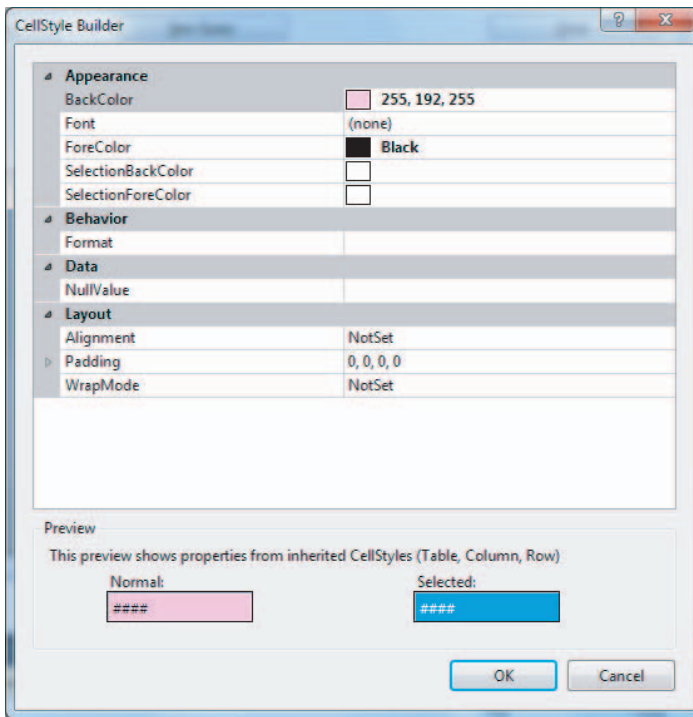 CellStyle Builder
Appearance
BackColor 255, 192, 255
Font (none)
ForeColor Black
SelectionBackColor
SelectionForeColor
Behavior
Format
Data
NullValue
Layout
Alignment NotSet
Padding 0, 0, 0, 0
WrapMode NotSet
Preview
This preview shows properties from inherited CellStyles (Table, Column, Row)
Normal: Selected:
#### ####
OK Cancel